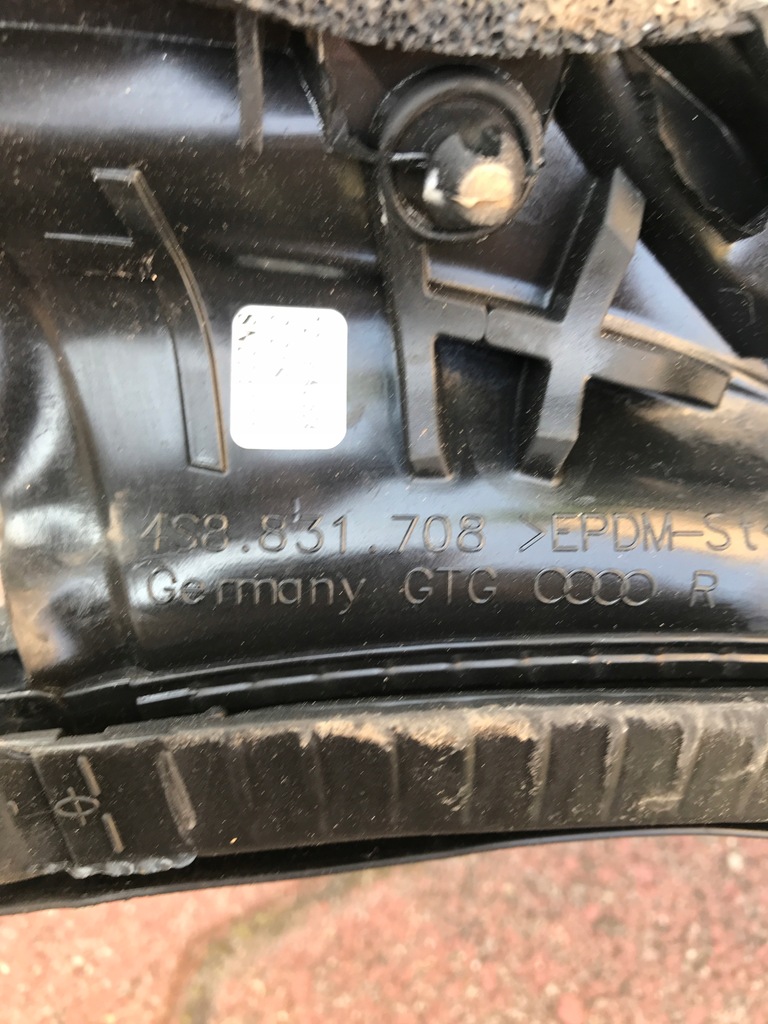 4S8.831.708 >EPDM-St
Germany GTG R